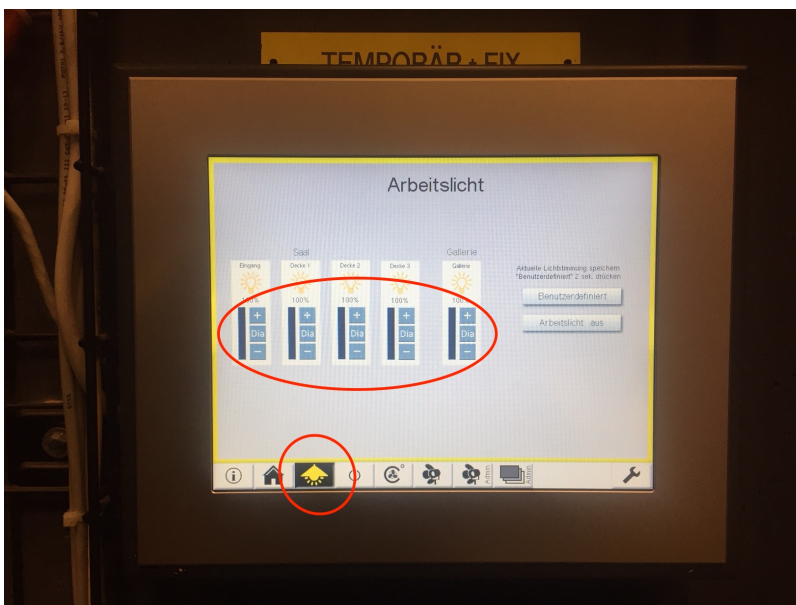 TEMPORÄR + FIX
Arbeitslicht
Saal
Gallerie
Eingang
Decke 1
Decke 2
Decke 3
Gallerie
100%
100%
100%
100%
100%
+
+
+
+
+
Dia
Dia
Dia
Dia
Dia
−
−
−
−
−
Aktuelle Lichtstimmung speichern
"Benutzerdefiniert" 2 sek. drücken
Benutzerdefiniert
Arbeitslicht aus
Admin
Admin